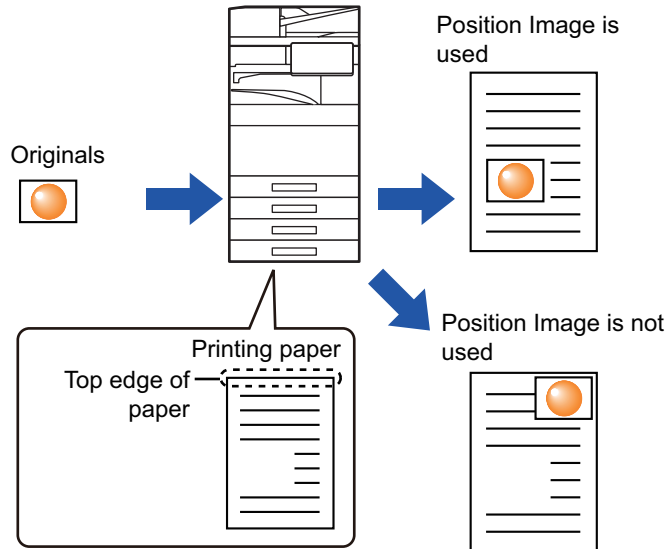 Position Image is
used
Originals
Position Image is not
used
Printing paper
Top edge of
paper